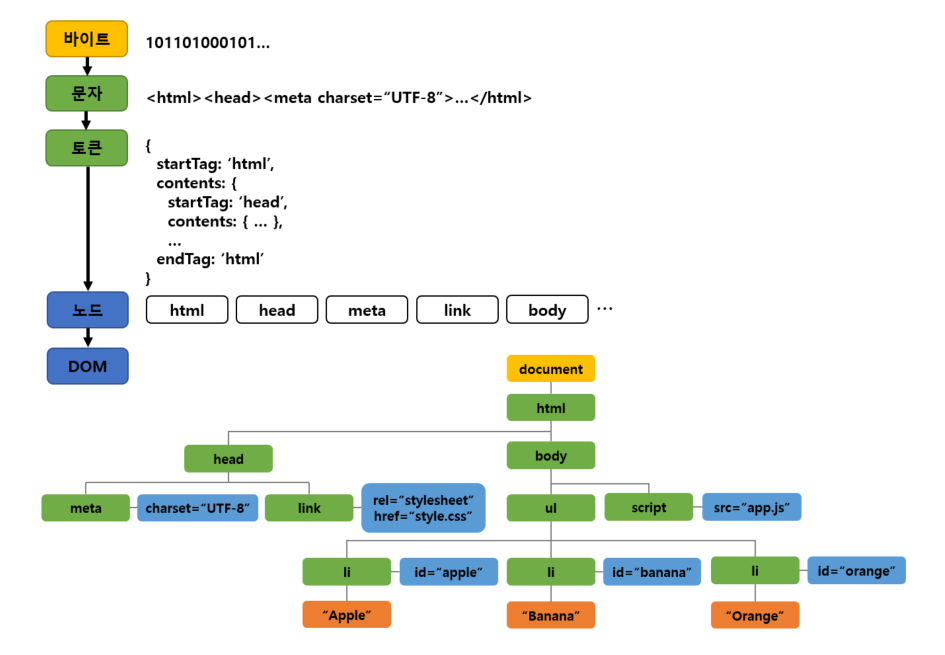 바이트
101101000101...
문자
<html><head><meta charset=“UTF-8”>...</html>
토큰
{
startTag: ‘html’,
contents: {
startTag: ‘head’,
contents: { ... },
...
endTag: ‘html’
}
노드
html head meta link body ...
DOM
document
html
head body
meta charset=“UTF-8” link rel=“stylesheet”
href=“style.css”
ul script src=“app.js”
li id=“apple” li id=“banana” li id=“orange”
“Apple” “Banana” “Orange”